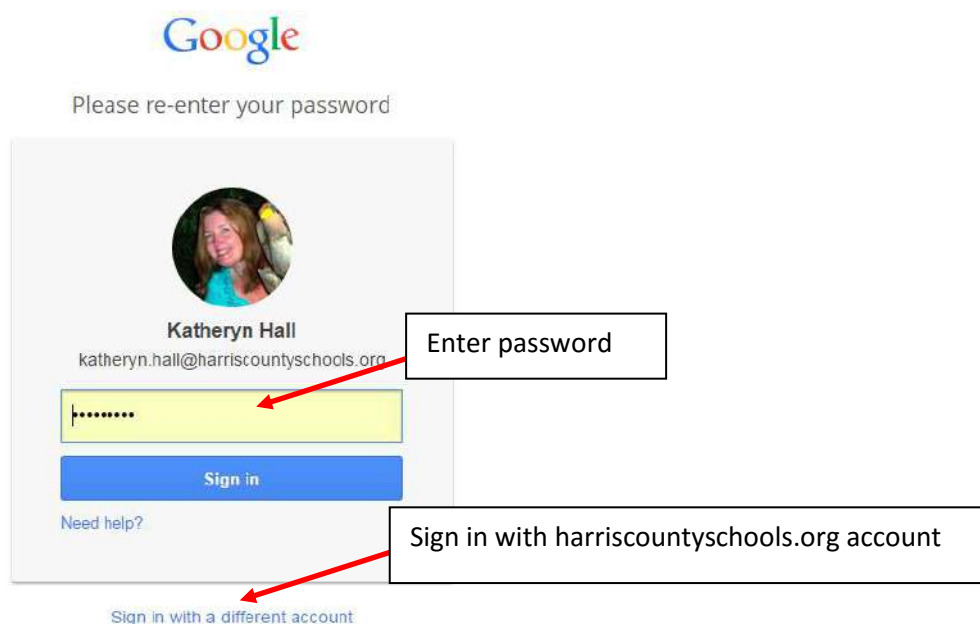 Google
Please re-enter your password
Katheryn Hall
katheryn.hall@harriscountyschools.org
Enter password
•••••••••
Sign in
Need help?
Sign in with harriscountyschools.org account
Sign in with a different account